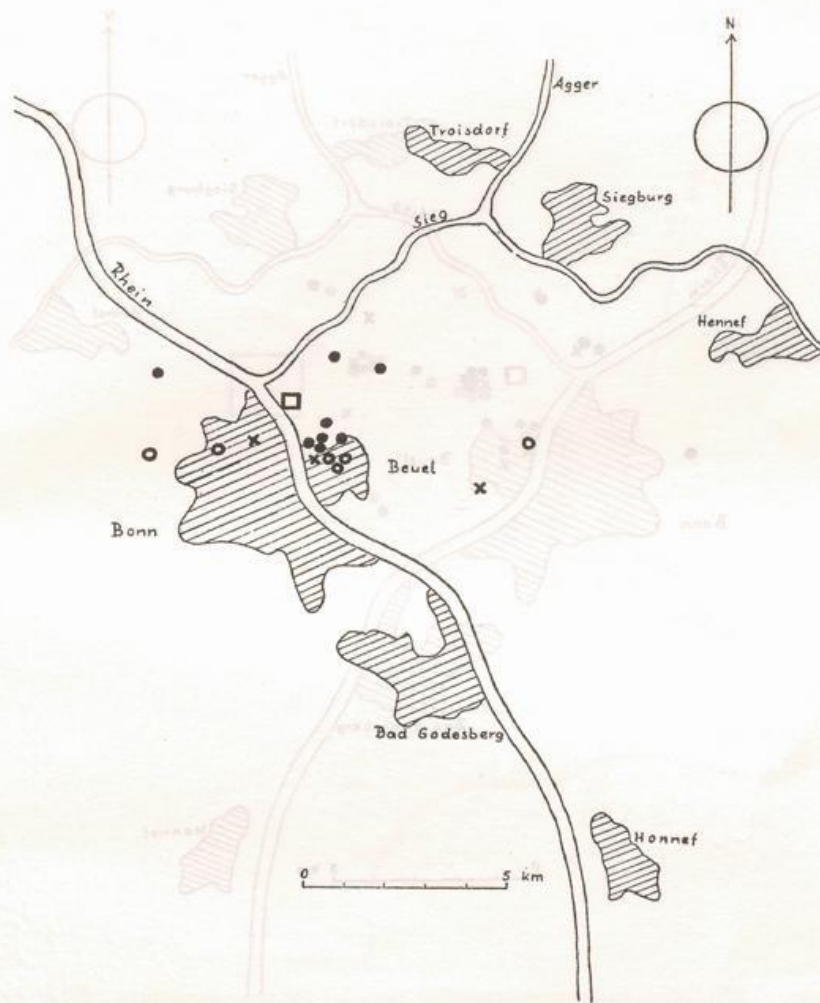 N
Agger
Troisdorf
Siegburg
Sieg
Rhein
Hennef
Beuel
Bonn
Bad Godesberg
Honnef
0 5 km